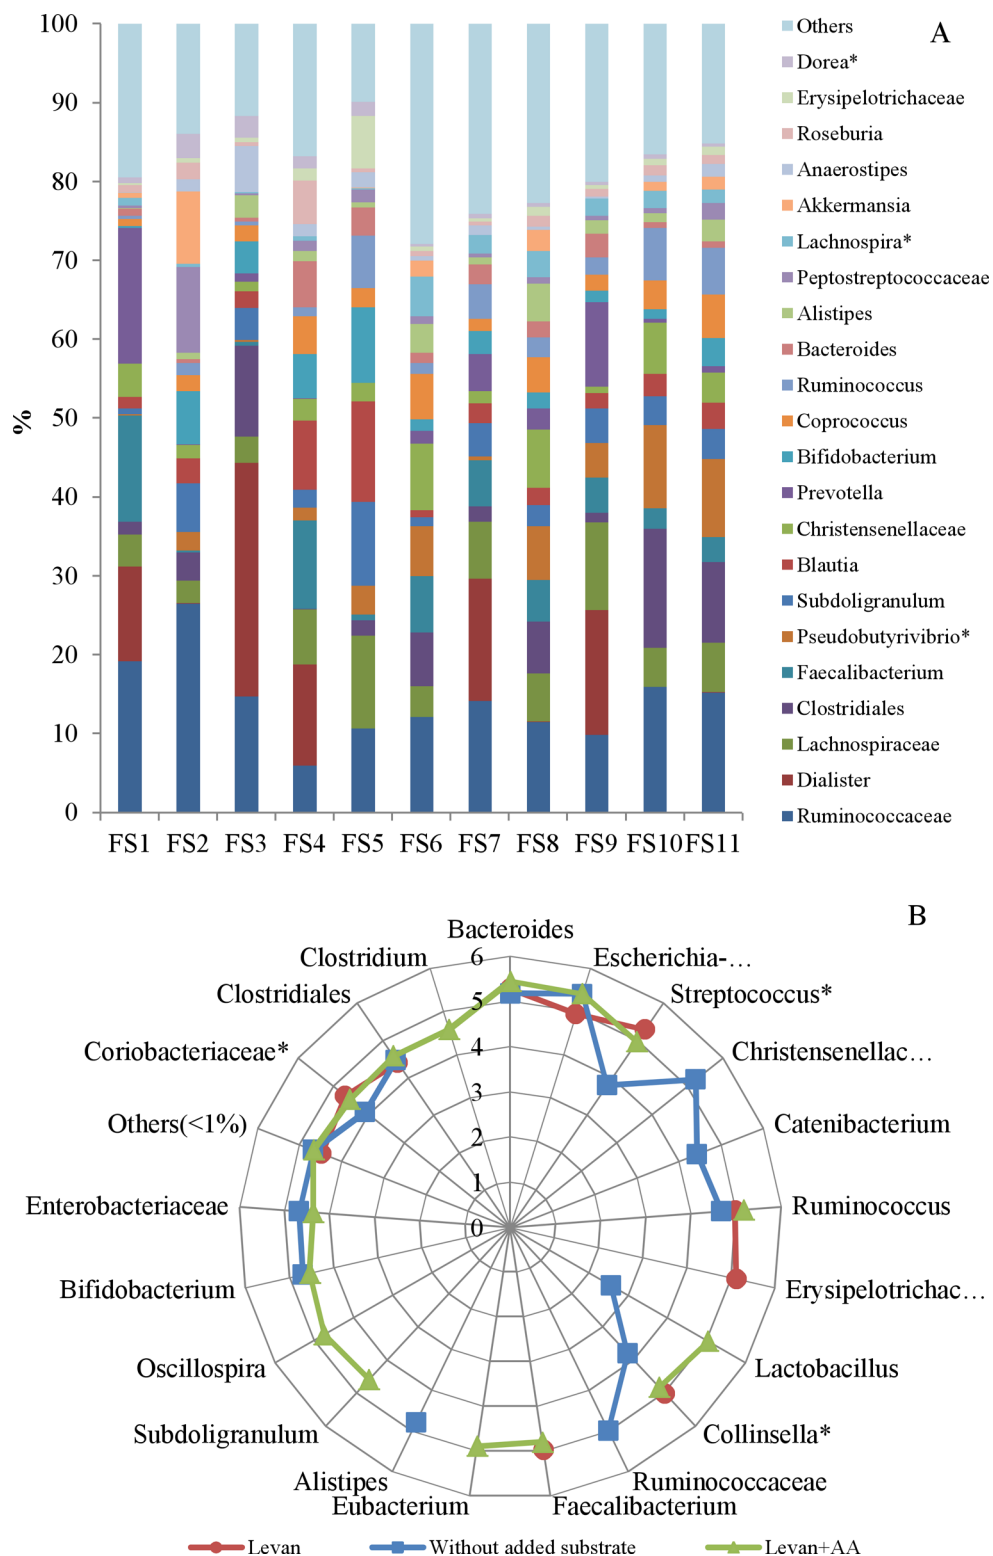 A
100
90
80
70
60
50
40
30
20
10
0
%
FS1 FS2 FS3 FS4 FS5 FS6 FS7 FS8 FS9 FS10 FS11
Others
Dorea*
Erysipelotrichaceae
Roseburia
Anaerostipes
Akkermansia
Lachnospira*
Peptostreptococcaceae
Alistipes
Bacteroides
Ruminococcus
Coprococcus
Bifidobacterium
Prevotella
Christensenellaceae
Blautia
Subdoligranulum
Pseudobutyrivibrio*
Faecalibacterium
Clostridiales
Lachnospiraceae
Dialister
Ruminococcaceae
B
Bacteroides
Escherichia-…
Streptococcus*
Christensenellac…
Catenibacterium
Ruminococcus
Erysipelotrichac…
Lactobacillus
Collinsella*
Ruminococcaceae
Faecalibacterium
Eubacterium
Alistipes
Subdoligranulum
Oscillospira
Bifidobacterium
Enterobacteriaceae
Others(<1%)
Coriobacteriaceae*
Clostridiales
Clostridium
6
5
4
3
2
1
0
Levan Without added substrate Levan+AA